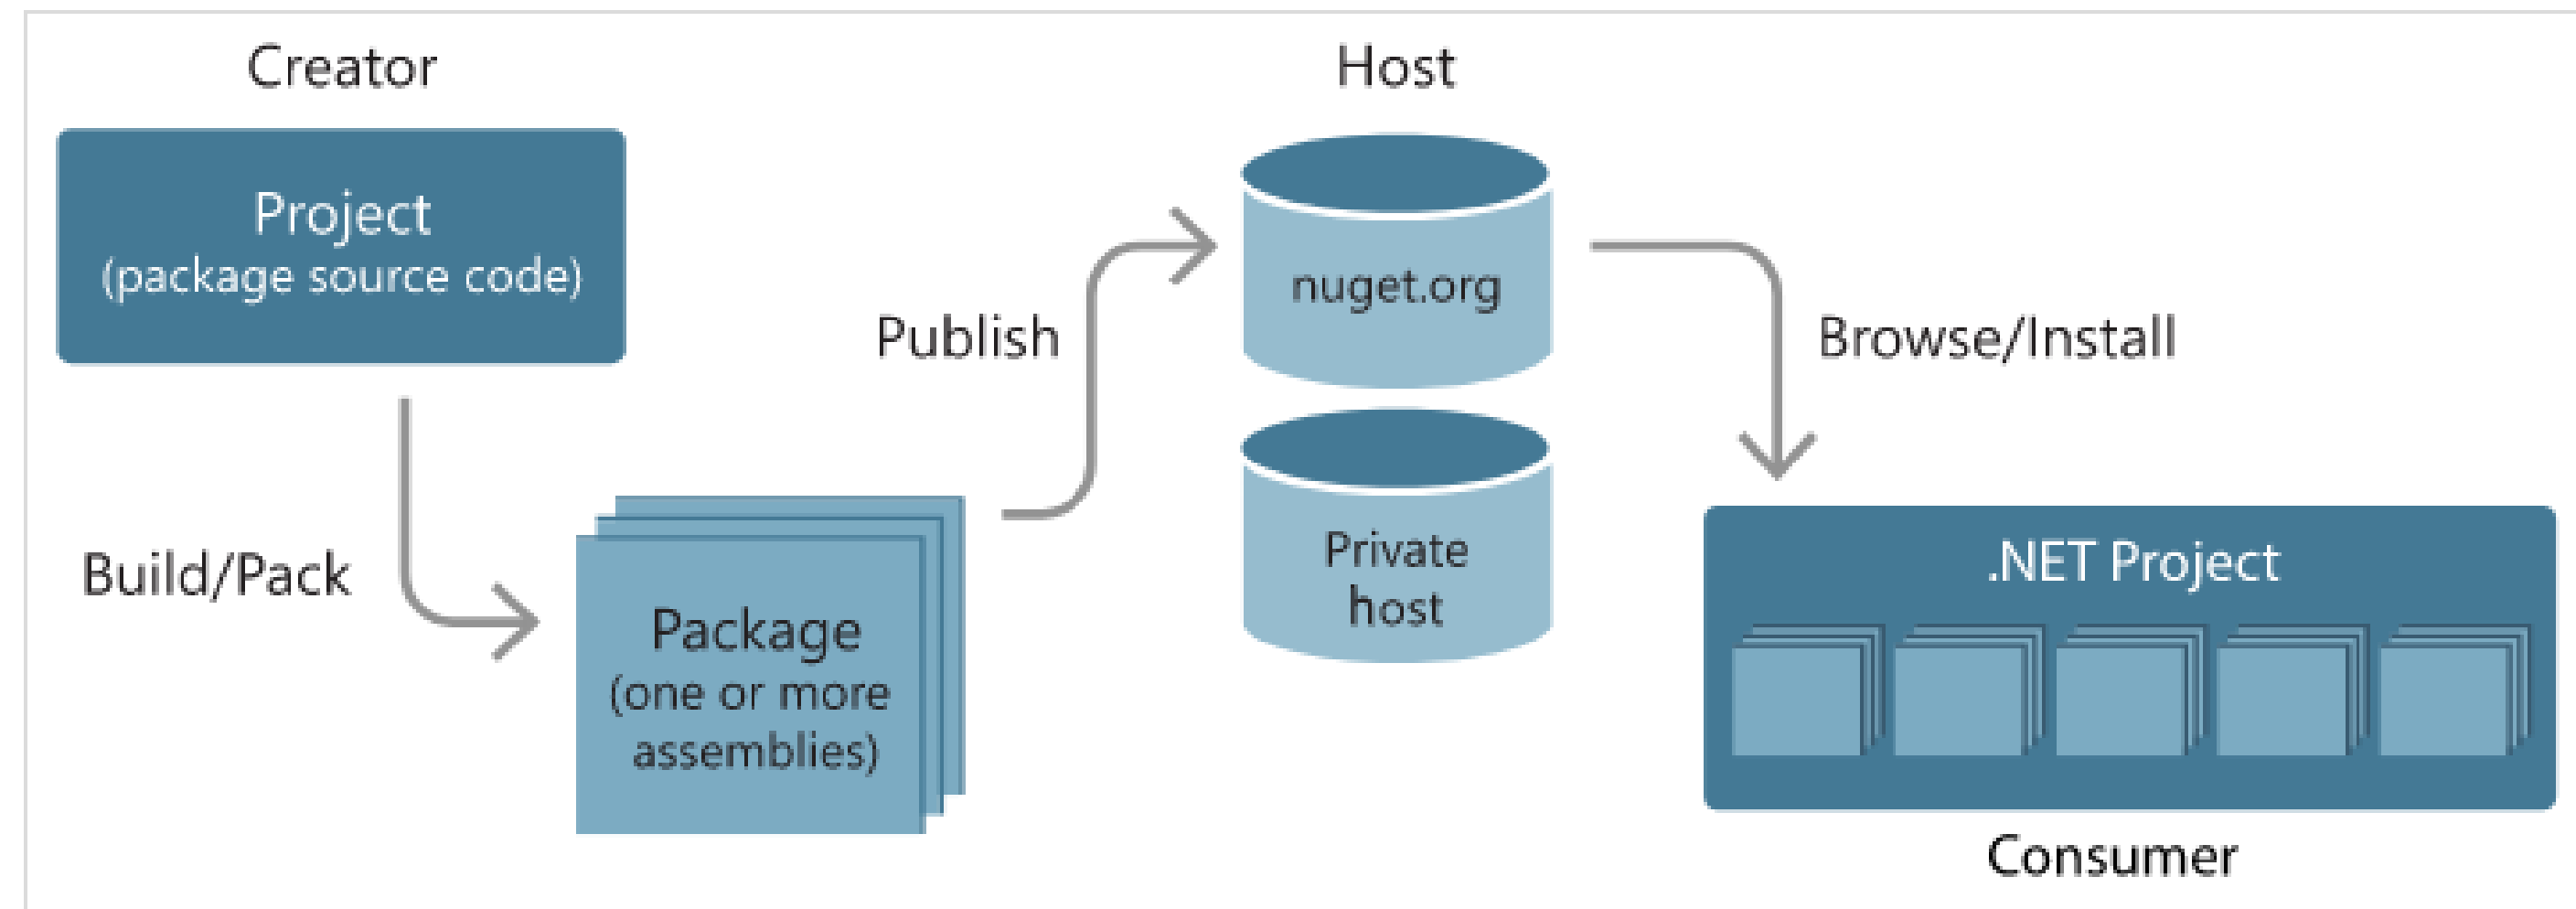 Creator
Project
(package source code)
Build/Pack
Package
(one or more
assemblies)
Publish
Host
nuget.org
Private
host
Browse/Install
.NET Project
Consumer